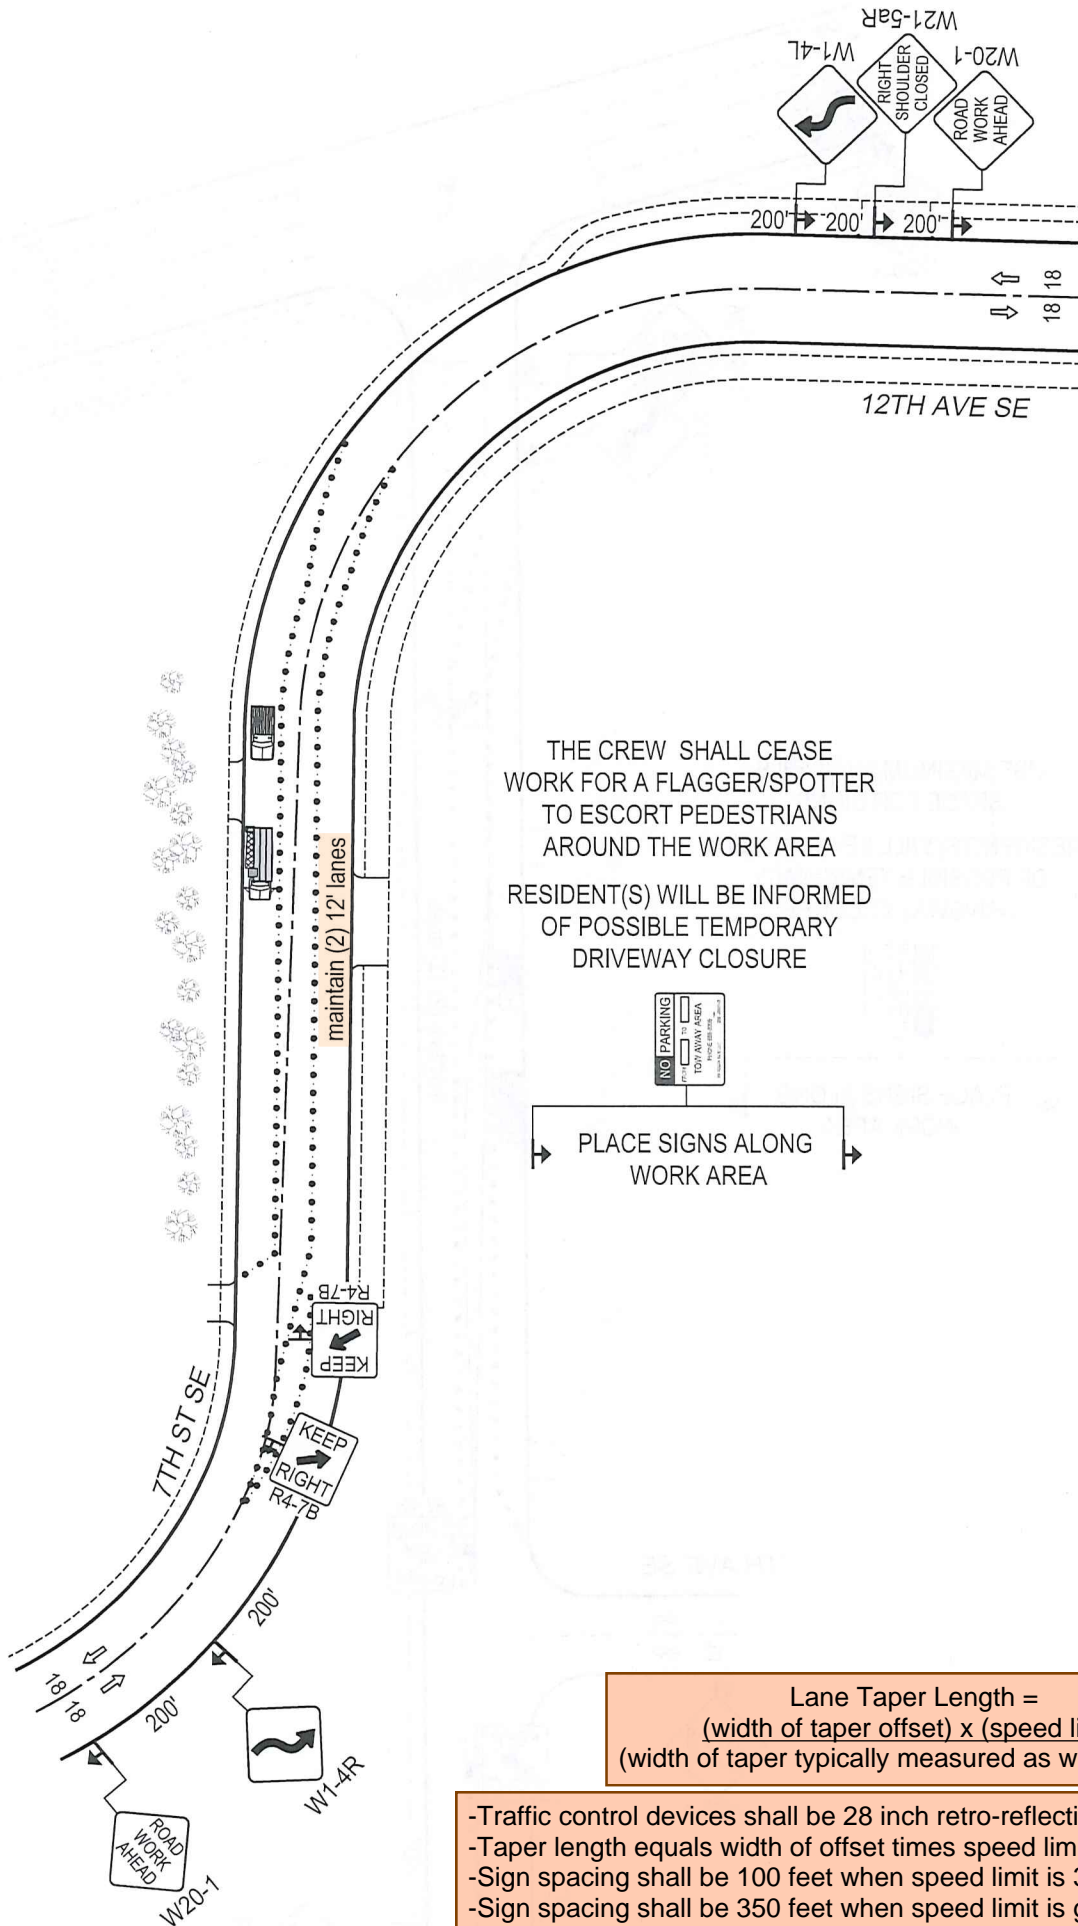 W1-4L
W21-5aR
W20-1
RIGHT
SHOULDER
CLOSED
ROAD
WORK
AHEAD
200'
200'
200'
18
18
12TH AVE SE
THE CREW SHALL CEASE
WORK FOR A FLAGGER/SPOTTER
TO ESCORT PEDESTRIANS
AROUND THE WORK AREA
RESIDENT(S) WILL BE INFORMED
OF POSSIBLE TEMPORARY
DRIVEWAY CLOSURE
maintain (2) 12' lanes
NO PARKING
TO
TOW AWAY AREA
PLACE SIGNS ALONG
WORK AREA
R4-7B
KEEP
RIGHT
KEEP
RIGHT
R4-7B
7TH ST SE
200'
18
18
200'
W1-4R
ROAD
WORK
AHEAD
W20-1
Lane Taper Length =
(width of taper offset) x (speed li
(width of taper typically measured as w
-Traffic control devices shall be 28 inch retro-reflecti
-Taper length equals width of offset times speed lim
-Sign spacing shall be 100 feet when speed limit is 3
-Sign spacing shall be 350 feet when speed limit is g